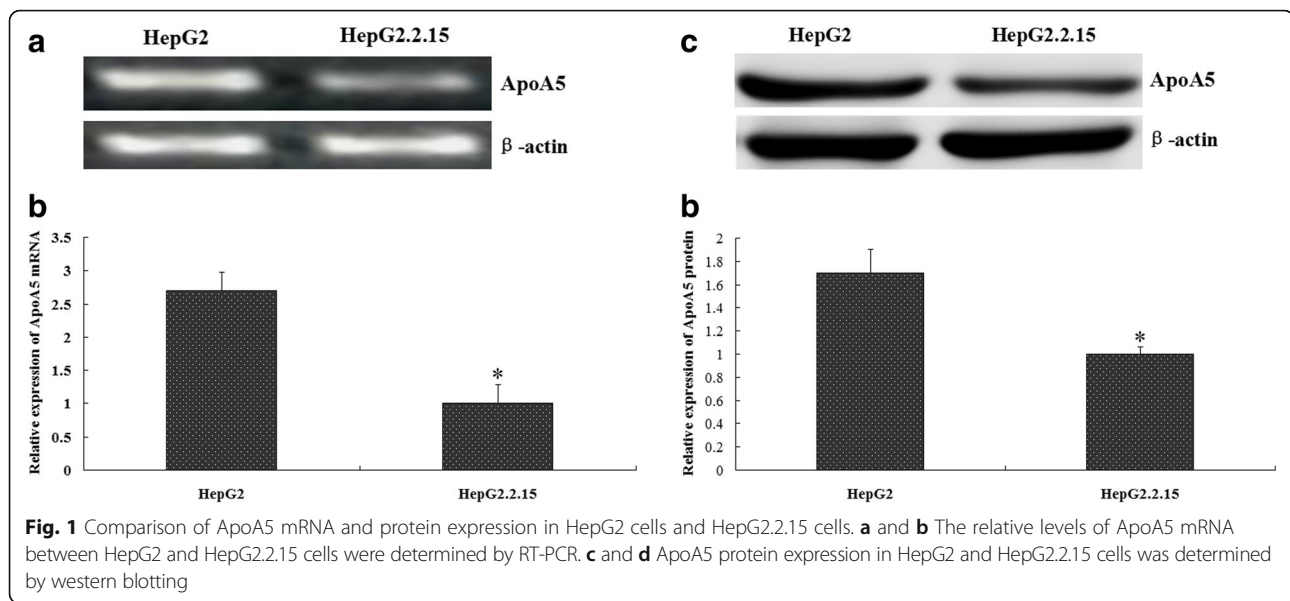 a
HepG2 HepG2.2.15
ApoA5
β-actin
b
Relative expression of ApoA5 mRNA
3.5
3
2.5
2
1.5
1
0.5
0
*
HepG2 HepG2.2.15
c
HepG2 HepG2.2.15
ApoA5
β-actin
b
Relative expression of ApoA5 protein
2
1.8
1.6
1.4
1.2
1
0.8
0.6
0.4
0.2
0
*
HepG2 HepG2.2.15
Fig. 1 Comparison of ApoA5 mRNA and protein expression in HepG2 cells and HepG2.2.15 cells. a and b The relative levels of ApoA5 mRNA
between HepG2 and HepG2.2.15 cells were determined by RT-PCR. c and d ApoA5 protein expression in HepG2 and HepG2.2.15 cells was determined
by western blotting